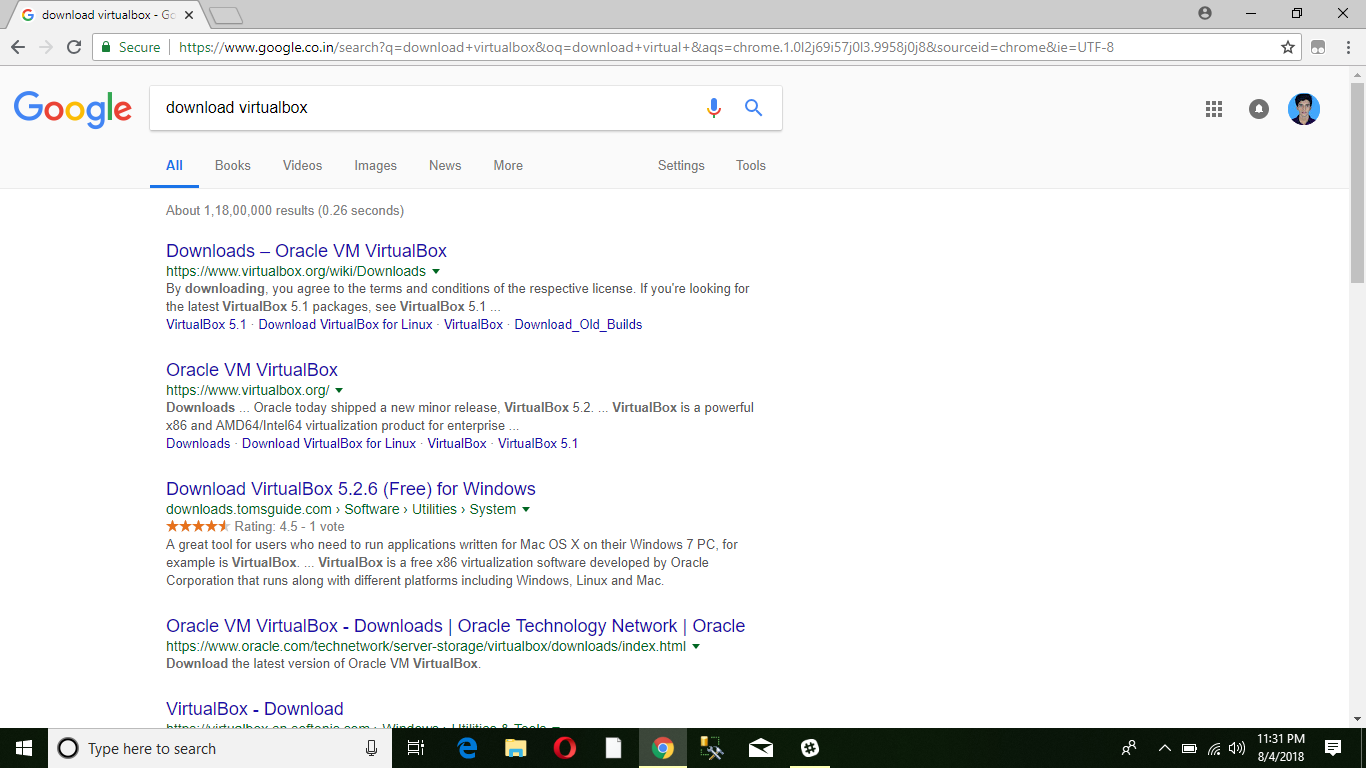 download virtualbox - Go
Secure https://www.google.co.in/search?q=download+virtualbox&oq=download+virtual+&aqs=chrome.1.0l2j69i57j0l3.9958j0j8&sourceid=chrome&ie=UTF-8
Google download virtualbox
All Books Videos Images News More Settings Tools
About 1,18,00,000 results (0.26 seconds)
Downloads – Oracle VM VirtualBox
https://www.virtualbox.org/wiki/Downloads
By downloading, you agree to the terms and conditions of the respective license. If you're looking for
the latest VirtualBox 5.1 packages, see VirtualBox 5.1 ...
VirtualBox 5.1 · Download VirtualBox for Linux · VirtualBox · Download_Old_Builds
Oracle VM VirtualBox
https://www.virtualbox.org/
Downloads ... Oracle today shipped a new minor release, VirtualBox 5.2. ... VirtualBox is a powerful
x86 and AMD64/Intel64 virtualization product for enterprise ...
Downloads · Download VirtualBox for Linux · VirtualBox · VirtualBox 5.1
Download VirtualBox 5.2.6 (Free) for Windows
downloads.tomsguide.com › Software › Utilities › System
Rating: 4.5 - 1 vote
A great tool for users who need to run applications written for Mac OS X on their Windows 7 PC, for
example is VirtualBox. ... VirtualBox is a free x86 virtualization software developed by Oracle
Corporation that runs along with different platforms including Windows, Linux and Mac.
Oracle VM VirtualBox - Downloads | Oracle Technology Network | Oracle
https://www.oracle.com/technetwork/server-storage/virtualbox/downloads/index.html
Download the latest version of Oracle VM VirtualBox.
VirtualBox - Download
https://virtualbox.en.softonic.com › Windows › Utilities & Tools
Type here to search
11:31 PM
8/4/2018